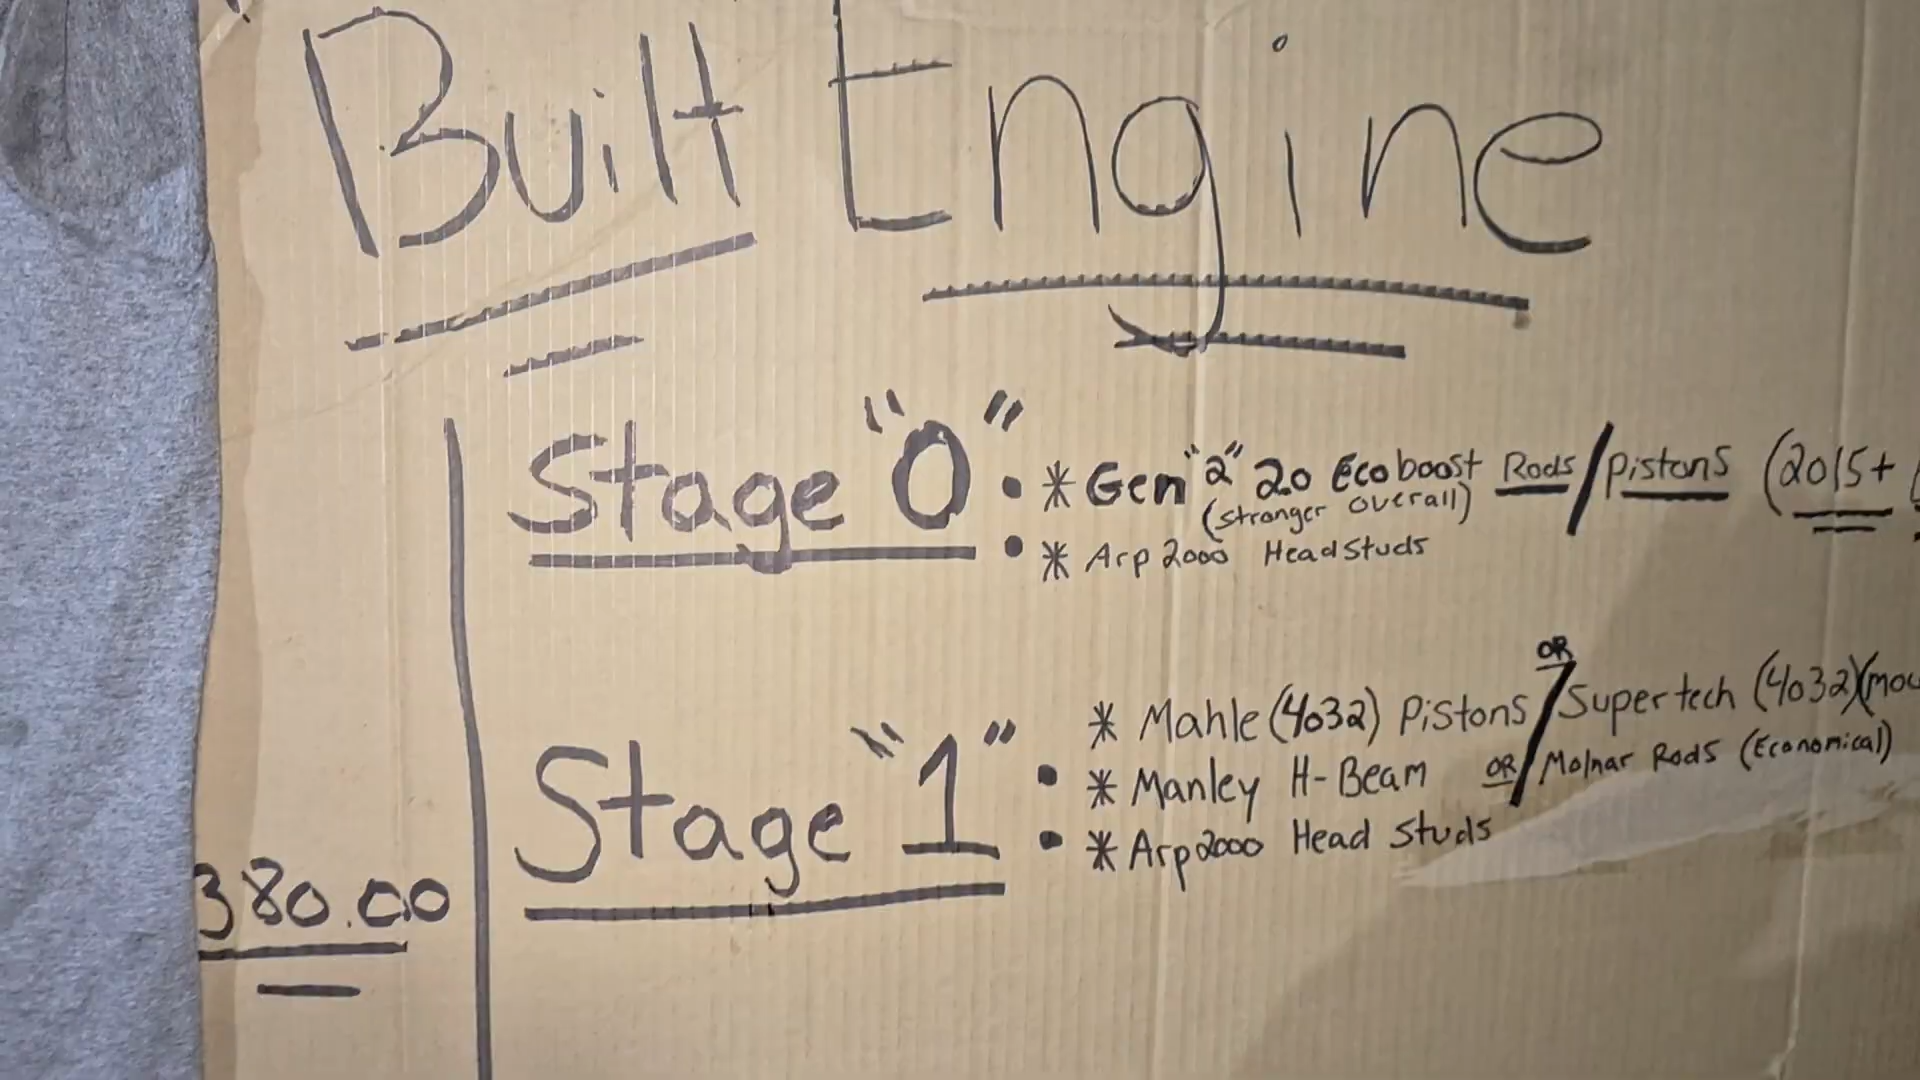 Built Engine
Stage "0" : * Gen "2" 2.0 Ecoboost Rods/Pistons (2015+
(Stronger overall)
* Arp 2000 Head Studs
OR
Stage "1" : * Mahle (4032) Pistons / Supertech (4032)
* Manley H-Beam OR / Molnar Rods (Economical)
* Arp 2000 Head Studs
380.00